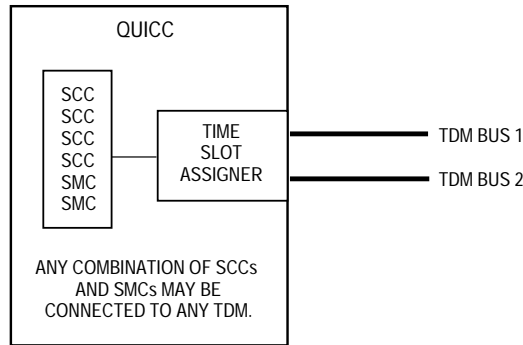 QUICC
SCC
SCC
SCC
SCC
SMC
SMC
TIME
SLOT
ASSIGNER
TDM BUS 1
TDM BUS 2
ANY COMBINATION OF SCCs
AND SMCs MAY BE
CONNECTED TO ANY TDM.